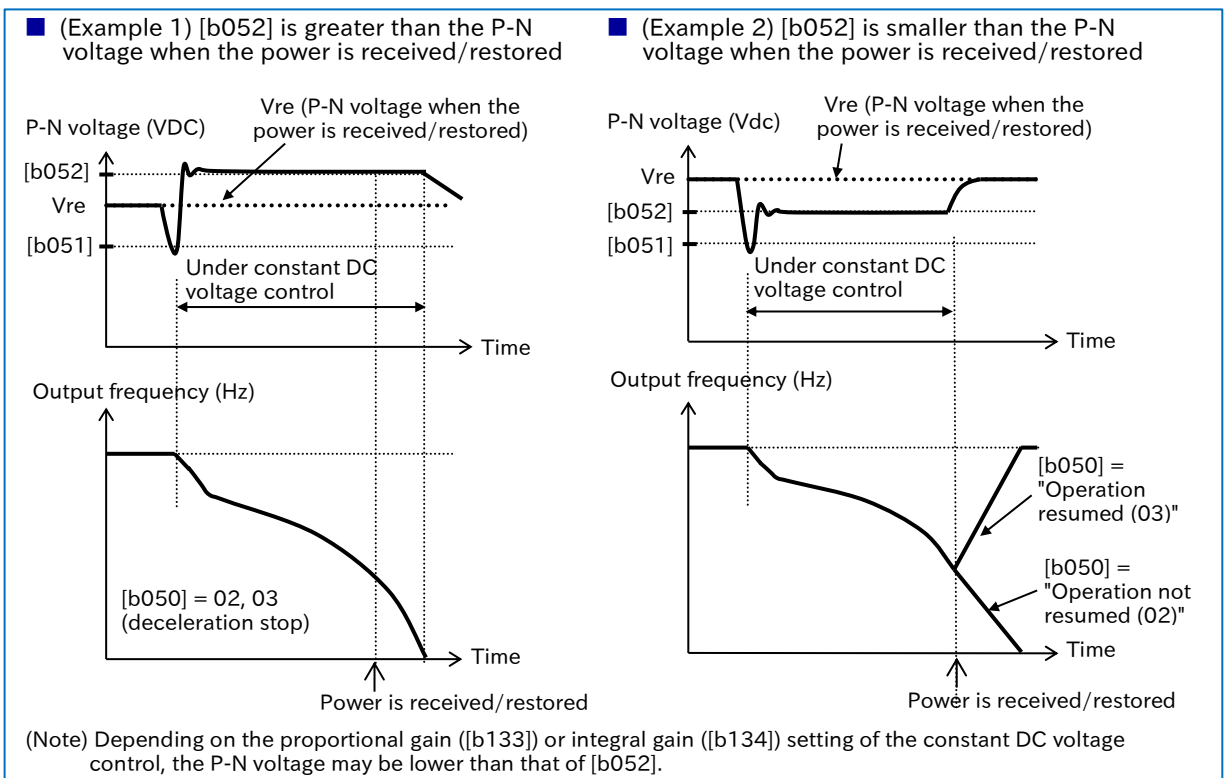 (Example 1) [b052] is greater than the P-N
voltage when the power is received/restored
Vre (P-N voltage when the
power is received/restored)
P-N voltage (VDC)
[b052]
Vre
[b051]
Under constant DC
voltage control
Time
Output frequency (Hz)
[b050] = 02, 03
(deceleration stop)
Time
Power is received/restored
(Example 2) [b052] is smaller than the P-N
voltage when the power is received/restored
Vre (P-N voltage when the
power is received/restored)
P-N voltage (Vdc)
Vre
[b052]
[b051]
Under constant DC
voltage control
Time
Output frequency (Hz)
[b050] =
"Operation
resumed (03)"
[b050] =
"Operation not
resumed (02)"
Time
Power is received/restored
(Note) Depending on the proportional gain ([b133]) or integral gain ([b134]) setting of the constant DC voltage
control, the P-N voltage may be lower than that of [b052].